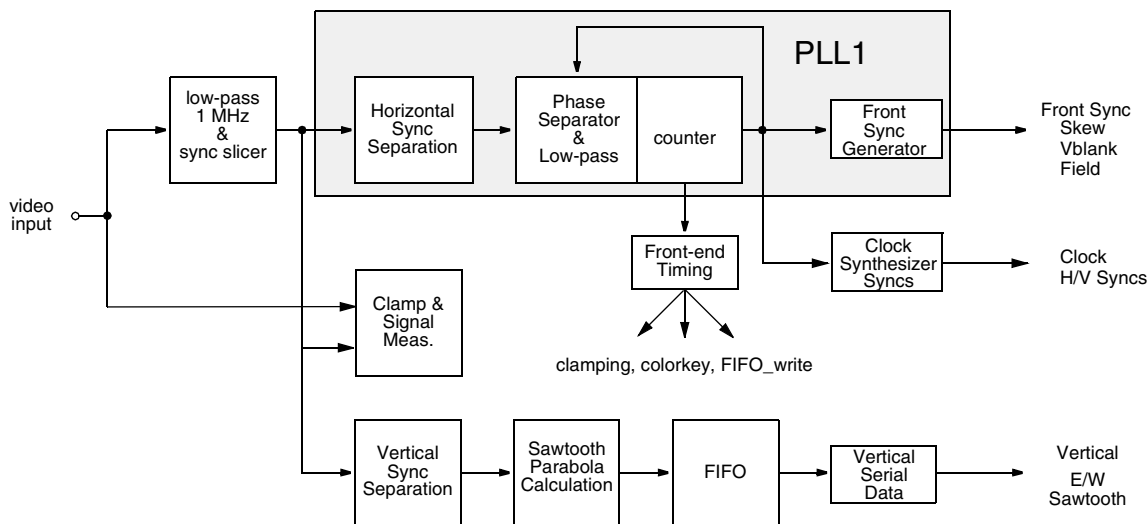 PLL1
low-pass
1 MHz
&
sync slicer
Horizontal
Sync
Separation
Phase
Separator
&
Low-pass
counter
Front
Sync
Generator
Front Sync
Skew
Vblank
Field
video
input
Front-end
Timing
Clock
Synthesizer
Syncs
Clock
H/V Syncs
Clamp &
Signal
Meas.
clamping, colorkey, FIFO_write
Vertical
Sync
Separation
Sawtooth
Parabola
Calculation
FIFO
Vertical
Serial
Data
Vertical
E/W
Sawtooth